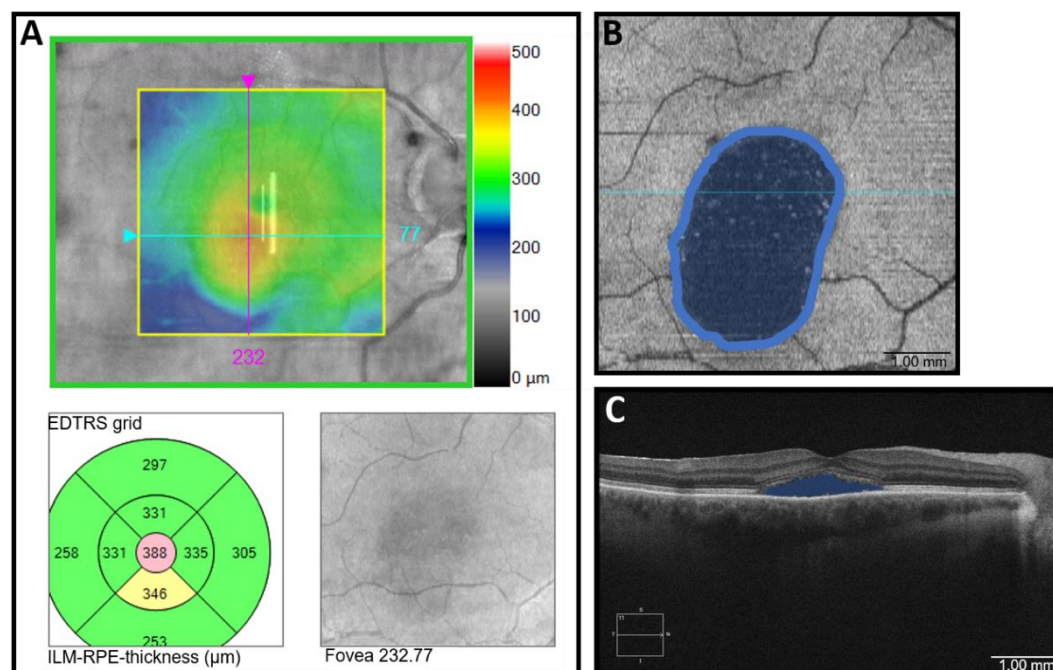 A
500
400
300
200
100
0 µm
77
232
EDTRS grid
297
331
258
331
388
335
305
346
253
ILM-RPE-thickness (µm)
Fovea 232.77
B
1.00 mm
C
S
11
T
N
I
1.00 mm